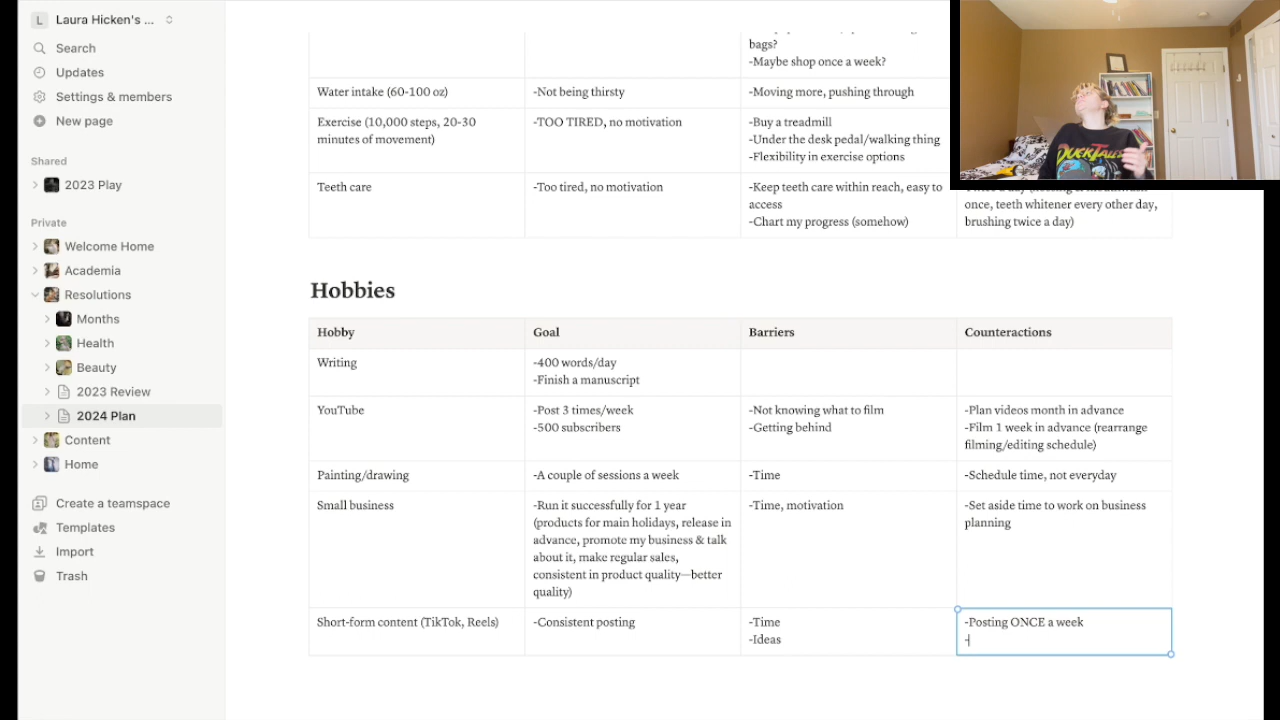 L Laura Hicken's ...
Search
Updates
Settings & members
New page
Shared
2023 Play
Private
Welcome Home
Academia
Resolutions
Months
Health
Beauty
2023 Review
2024 Plan
Content
Home
Create a teamspace
Templates
Import
Trash
bags?
-Maybe shop once a week?
Water intake (60-100 oz)
-Not being thirsty
-Moving more, pushing through
Exercise (10,000 steps, 20-30
minutes of movement)
-TOO TIRED, no motivation
-Buy a treadmill
-Under the desk pedal/walking thing
-Flexibility in exercise options
Teeth care
-Too tired, no motivation
-Keep teeth care within reach, easy to
access
-Chart my progress (somehow)
once, teeth whitener every other day,
brushing twice a day)
Hobbies
Hobby
Goal
Barriers
Counteractions
Writing
-400 words/day
-Finish a manuscript
YouTube
-Post 3 times/week
-500 subscribers
-Not knowing what to film
-Getting behind
-Plan videos month in advance
-Film 1 week in advance (rearrange
filming/editing schedule)
Painting/drawing
-A couple of sessions a week
-Time
-Schedule time, not everyday
Small business
-Run it successfully for 1 year
(products for main holidays, release in
advance, promote my business & talk
about it, make regular sales,
consistent in product quality—better
quality)
-Time, motivation
-Set aside time to work on business
planning
Short-form content (TikTok, Reels)
-Consistent posting
-Time
-Ideas
-Posting ONCE a week
-
DUCKTALES